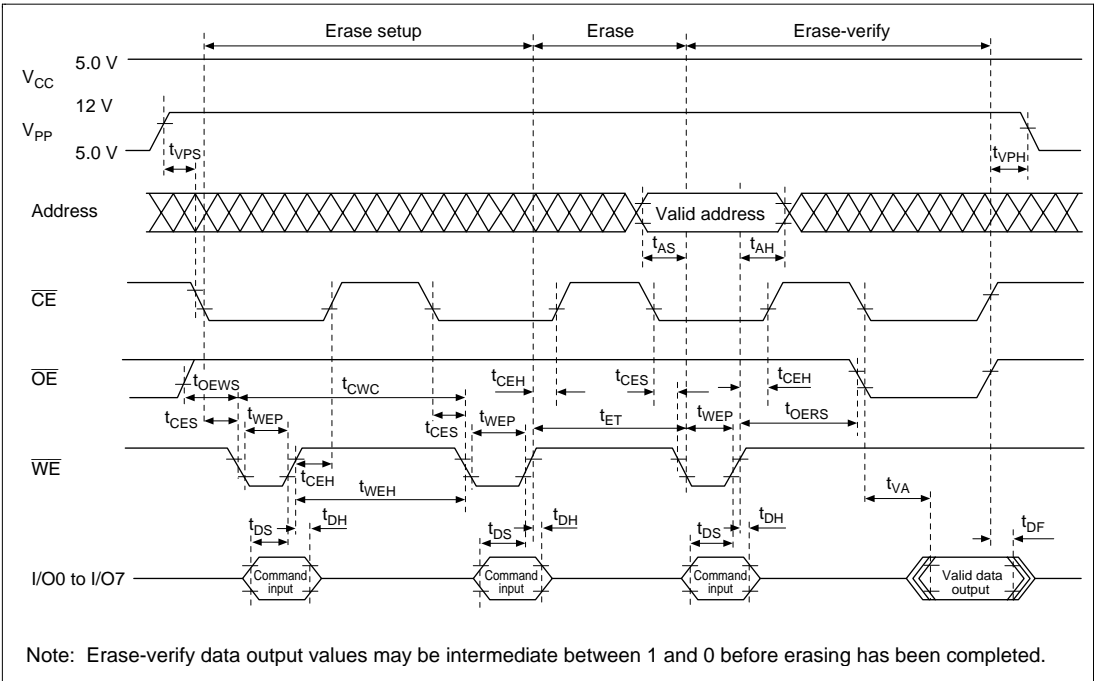 Erase setup Erase Erase-verify
5.0 V
VCC
12 V
VPP
5.0 V
tVPS tVPH
Address Valid address
tAS tAH
CE
OE
tOEWS tCWC tCEH tCES tCEH
tCES tWEP tCES tWEP tET tWEP tOERS
WE
tCEH tWEH tVA
tDS tDH tDS tDH tDS tDH tDF
I/O0 to I/O7 Command input Command input Command input Valid data output
Note: Erase-verify data output values may be intermediate between 1 and 0 before erasing has been completed.